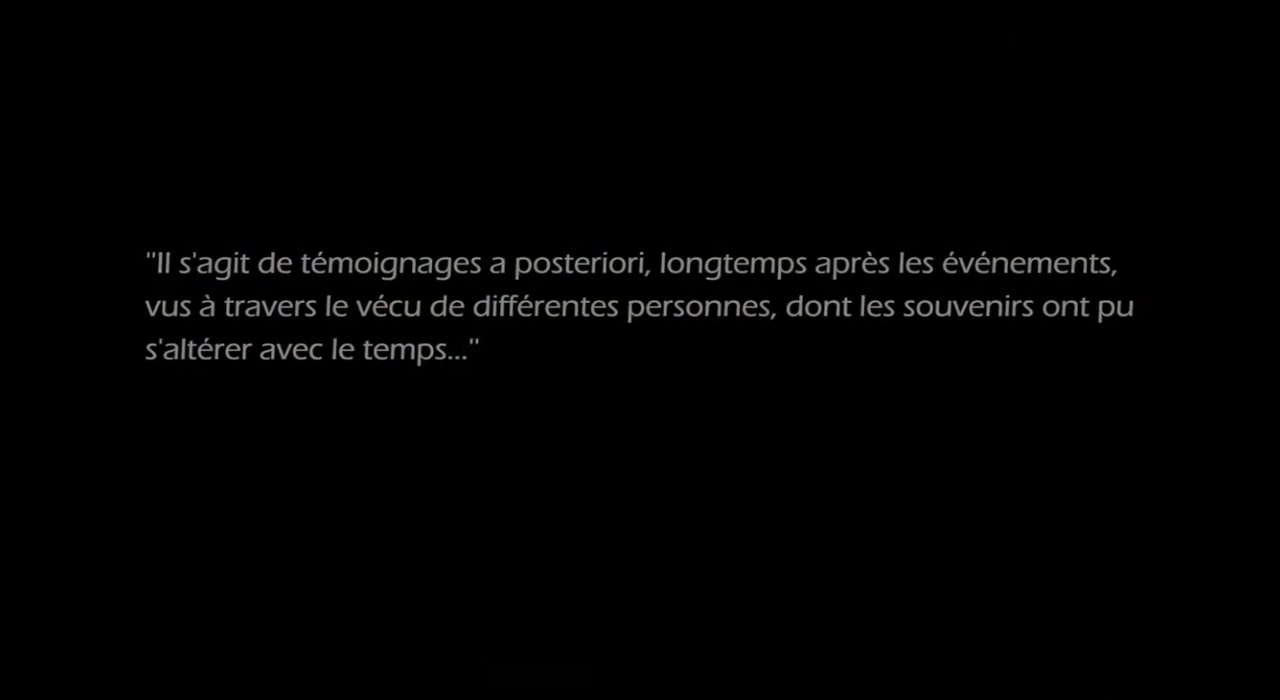 "Il s'agit de témoignages a posteriori, longtemps après les événements,
vus à travers le vécu de différentes personnes, dont les souvenirs ont pu
s'altérer avec le temps..."